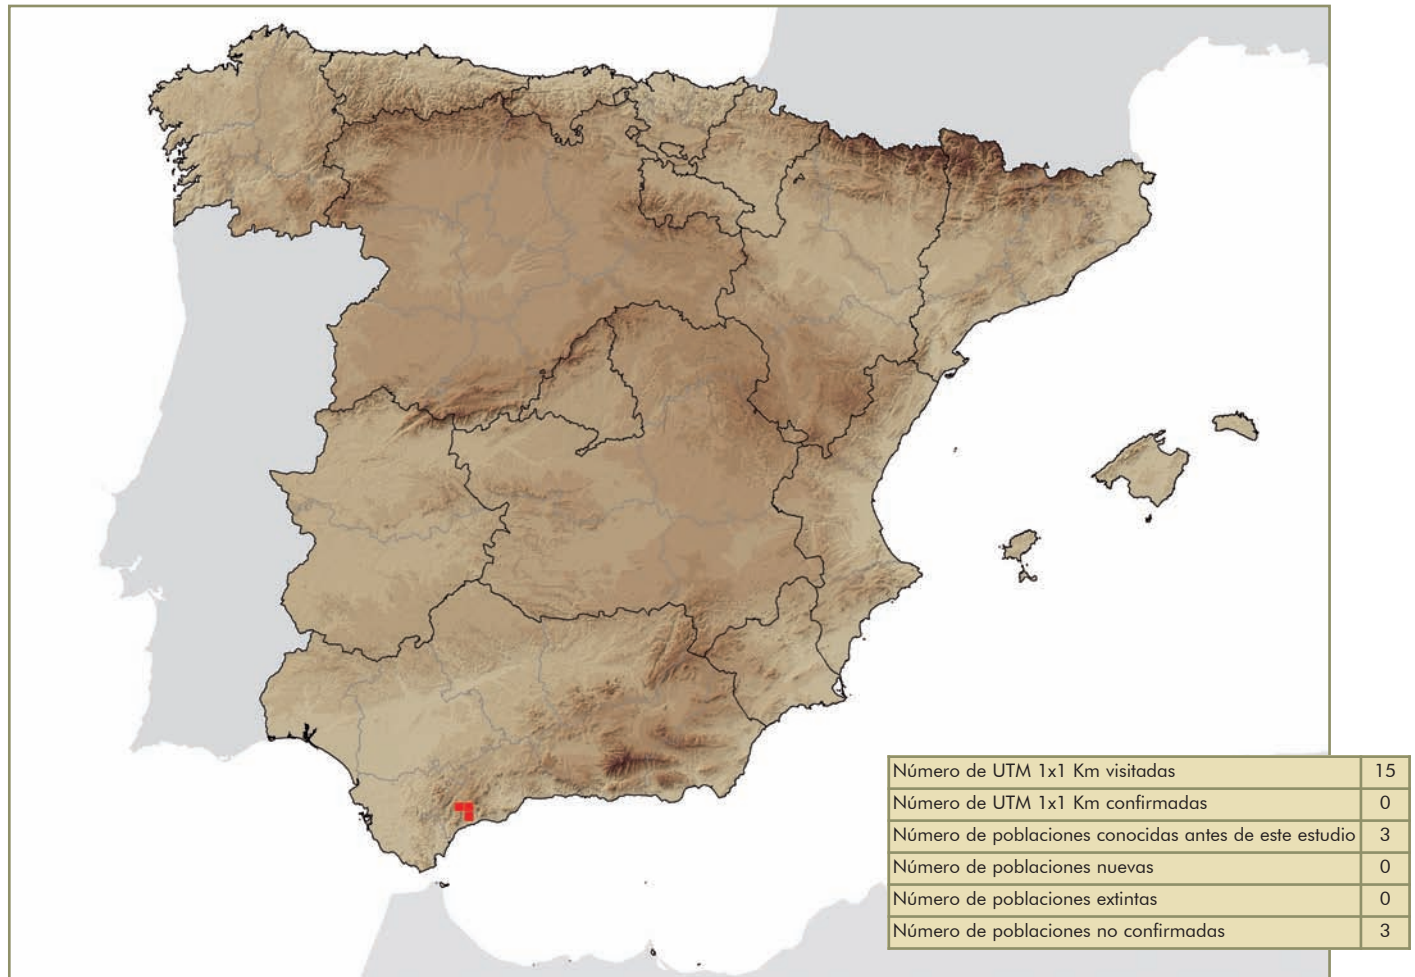 Número de UTM 1x1 Km visitadas 15
Número de UTM 1x1 Km confirmadas 0
Número de poblaciones conocidas antes de este estudio 3
Número de poblaciones nuevas 0
Número de poblaciones extintas 0
Número de poblaciones no confirmadas 3